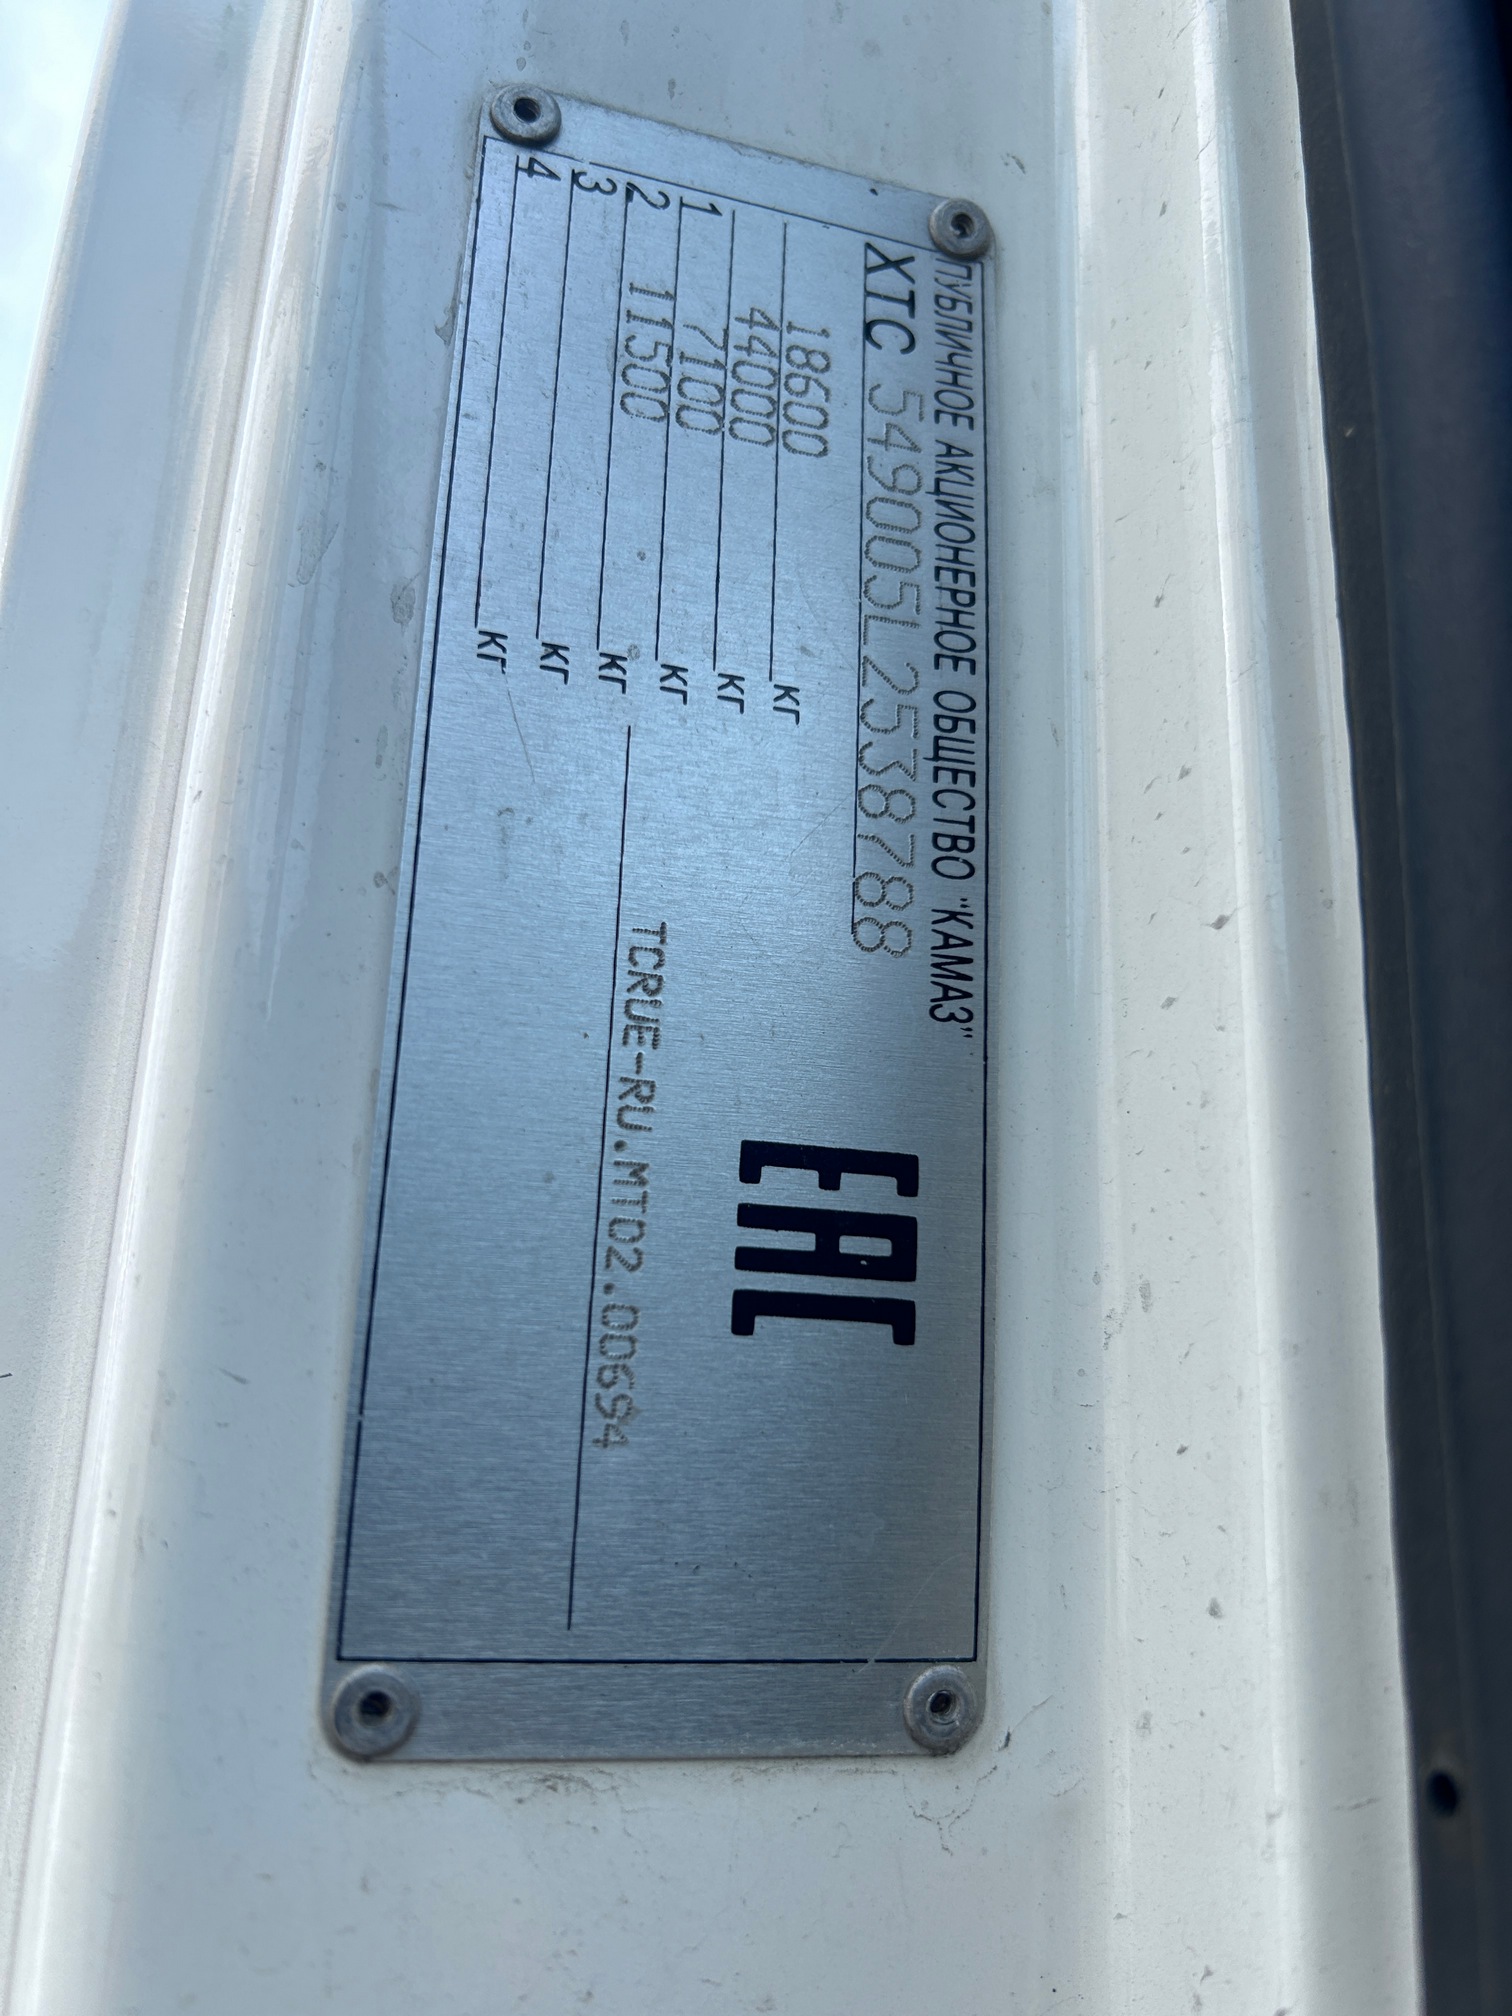 ПУБЛИЧНОЕ АКЦИОНЕРНОЕ ОБЩЕСТВО "КАМАЗ"
XTC 549005L2538788
18600 кг
44000 кг
1 7100 кг
2 11500 кг
3 кг
4 кг
EAC
TCRUE-RU.MT02.00694